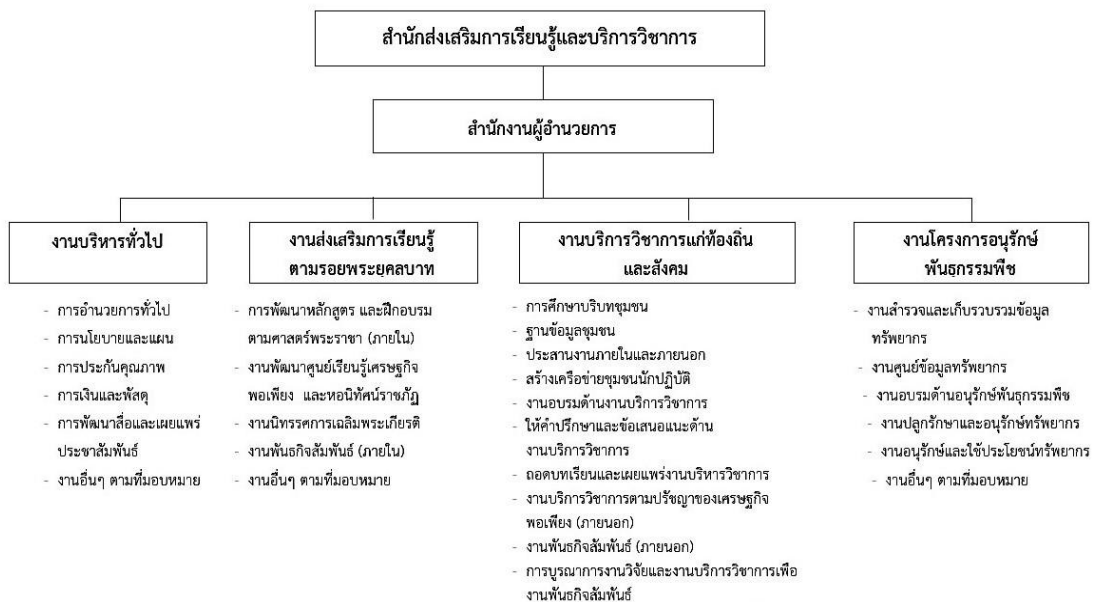 สำนักส่งเสริมการเรียนรู้และบริการวิชาการ
สำนักงานผู้อำนวยการ
งานบริหารทั่วไป
- การอำนวยการทั่วไป
- การนโยบายและแผน
- การประกันคุณภาพ
- การเงินและพัสดุ
- การพัฒนาสื่อและเผยแพร่
ประชาสัมพันธ์
- งานอื่นๆ ตามที่มอบหมาย
งานส่งเสริมการเรียนรู้
ตามรอยพระยุคลบาท
- การพัฒนาหลักสูตร และฝึกอบรม
ตามศาสตร์พระราชา (ภายใน)
- งานพัฒนาศูนย์เรียนรู้เศรษฐกิจ
พอเพียง และหอนิทัศน์ราชภัฏ
- งานนิทรรศการเฉลิมพระเกียรติ
- งานพันธกิจสัมพันธ์ (ภายใน)
- งานอื่นๆ ตามที่มอบหมาย
งานบริการวิชาการแก่ท้องถิ่น
และสังคม
- การศึกษาบริบทชุมชน
- ฐานข้อมูลชุมชน
- ประสานงานภายในและภายนอก
- สร้างเครือข่ายชุมชนนักปฏิบัติ
- งานอบรมด้านงานบริการวิชาการ
- ให้คำปรึกษาและข้อเสนอแนะด้าน
งานบริการวิชาการ
- ถอดบทเรียนและเผยแพร่งานบริหารวิชาการ
- งานบริการวิชาการตามปรัชญาของเศรษฐกิจ
พอเพียง (ภายนอก)
- งานพันธกิจสัมพันธ์ (ภายนอก)
- การบูรณาการงานวิจัยและงานบริการวิชาการเพื่อ
งานพันธกิจสัมพันธ์
งานโครงการอนุรักษ์
พันธุกรรมพืช
- งานสำรวจและเก็บรวบรวมข้อมูล
ทรัพยากร
- งานศูนย์ข้อมูลทรัพยากร
- งานอบรมด้านอนุรักษ์พันธุกรรมพืช
- งานปลูกรักษาและอนุรักษ์ทรัพยากร
- งานอนุรักษ์และใช้ประโยชน์ทรัพยากร
- งานอื่นๆ ตามที่มอบหมาย